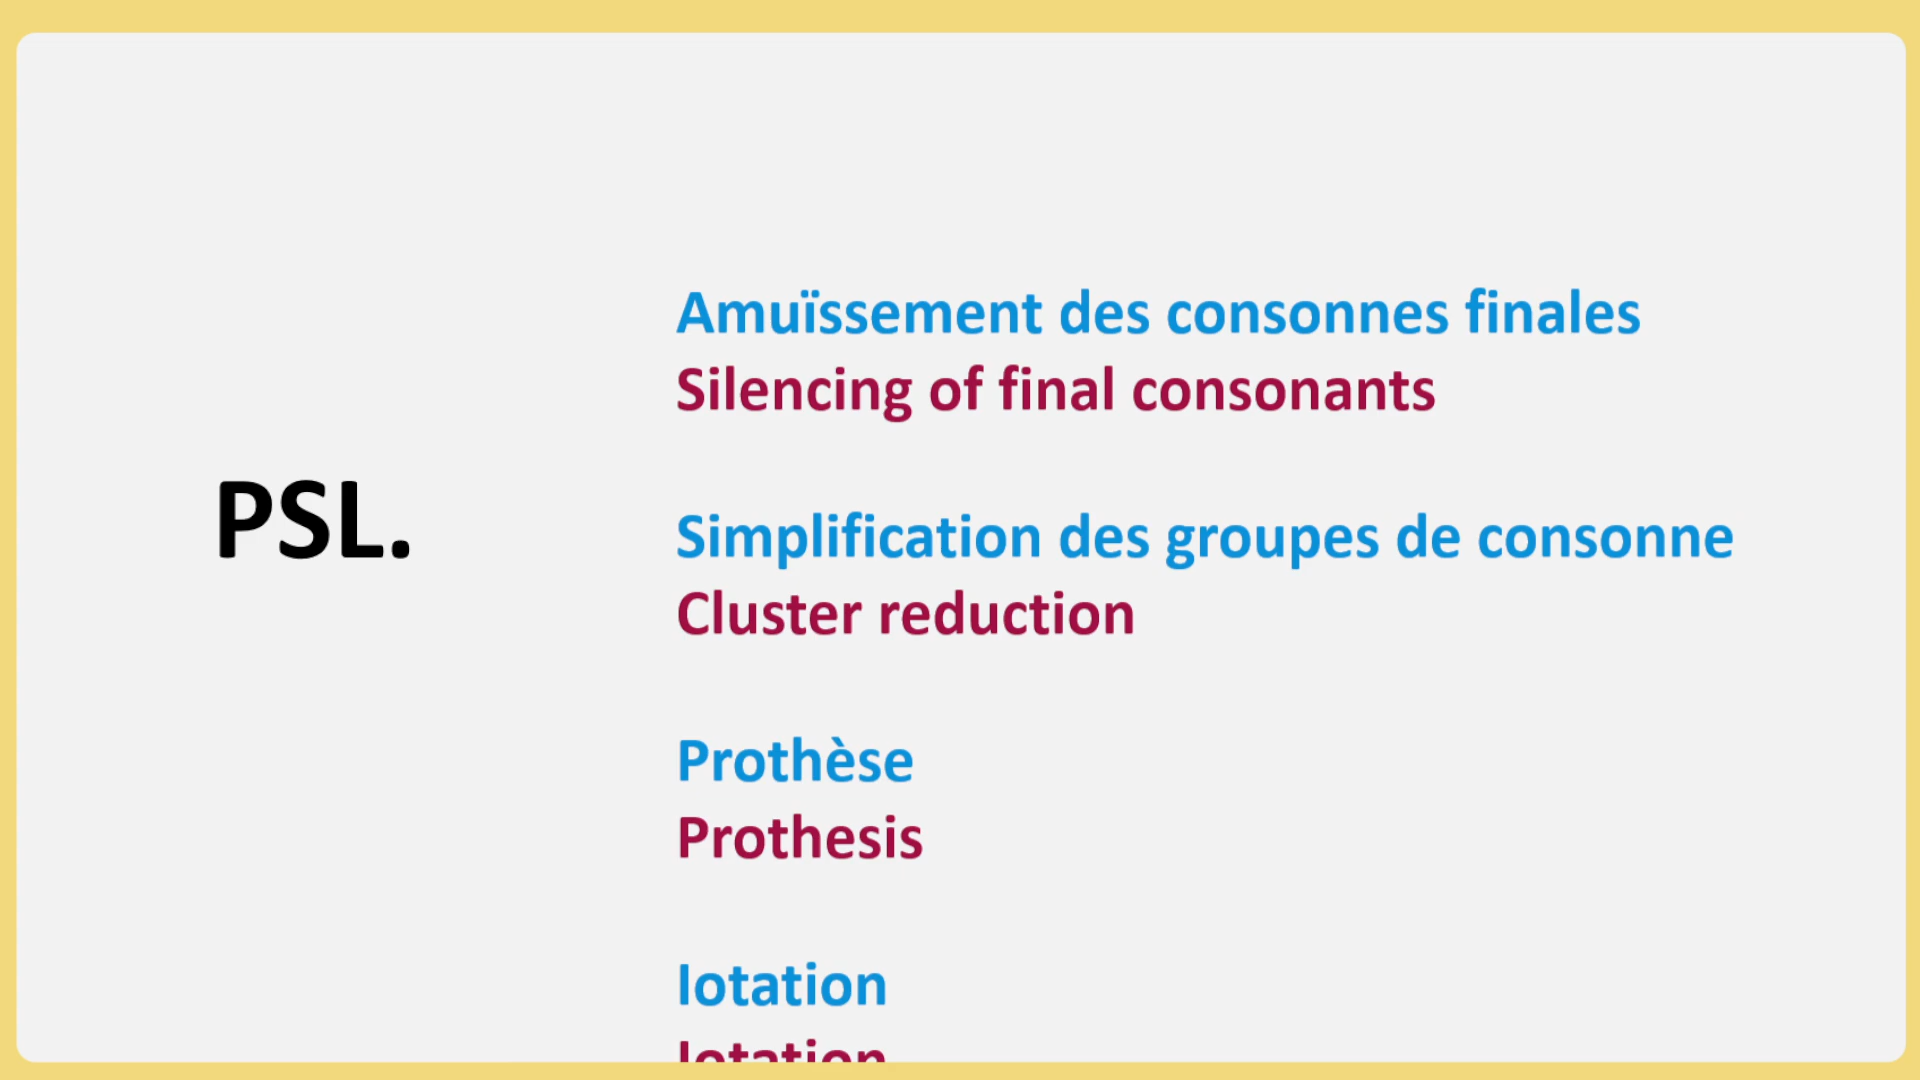 PSL.
Amuïssement des consonnes finales
Silencing of final consonants
Simplification des groupes de consonne
Cluster reduction
Prothèse
Prothesis
Iotation
Iotation